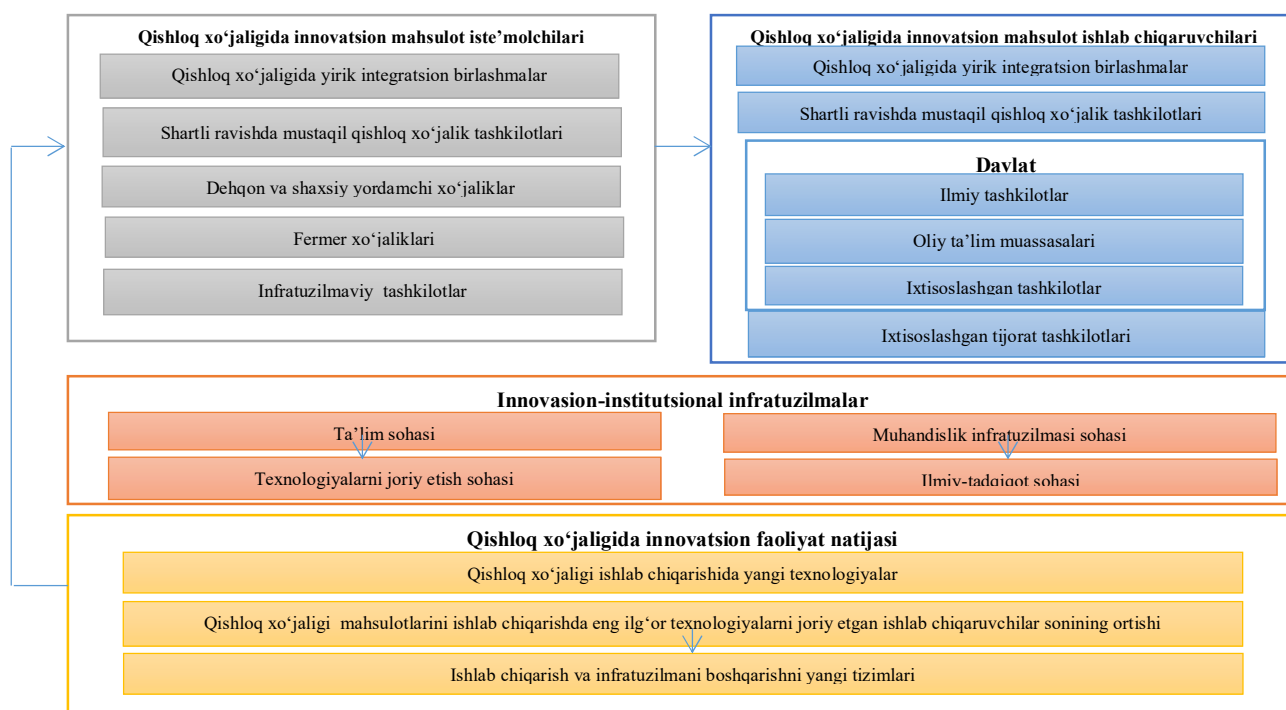 Qishloq xo‘jaligida innovatsion mahsulot iste’molchilari
Qishloq xo‘jaligida yirik integratsion birlashmalar
Shartli ravishda mustaqil qishloq xo‘jalik tashkilotlari
Dehqon va shaxsiy yordamchi xo‘jaliklar
Fermer xo‘jaliklari
Infratuzilmaviy tashkilotlar
Qishloq xo‘jaligida innovatsion mahsulot ishlab chiqaruvchilari
Qishloq xo‘jaligida yirik integratsion birlashmalar
Shartli ravishda mustaqil qishloq xo‘jalik tashkilotlari
Davlat
Ilmiy tashkilotlar
Oliy ta’lim muassasalari
Ixtisoslashgan tashkilotlar
Ixtisoslashgan tijorat tashkilotlari
Innovasion-institutsional infratuzilmalar
Ta’lim sohasi
Texnologiyalarni joriy etish sohasi
Muhandislik infratuzilmasi sohasi
Ilmiy-tadqiqot sohasi
Qishloq xo‘jaligida innovatsion faoliyat natijasi
Qishloq xo‘jaligi ishlab chiqarishida yangi texnologiyalar
Qishloq xo‘jaligi mahsulotlarini ishlab chiqarishda eng ilg‘or texnologiyalarni joriy etgan ishlab chiqaruvchilar sonining ortishi
Ishlab chiqarish va infratuzilmani boshqarishni yangi tizimlari